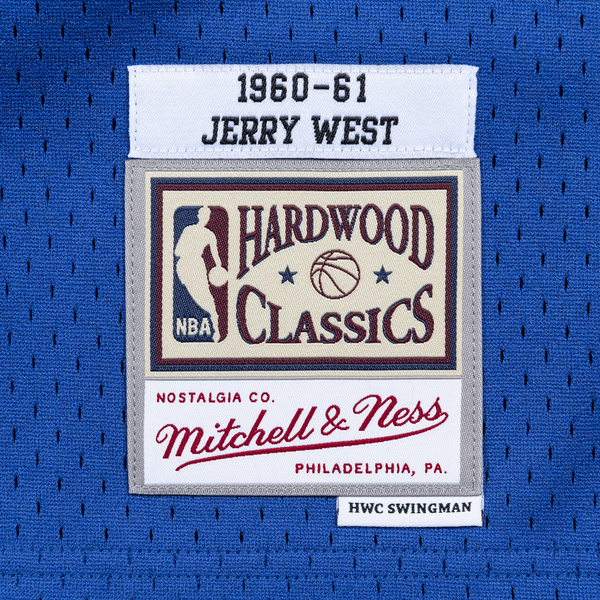 1960-61
JERRY WEST
HARDWOOD
NBA
CLASSICS
NOSTALGIA CO.
Mitchell & Ness
PHILADELPHIA, PA.
HWC SWINGMAN